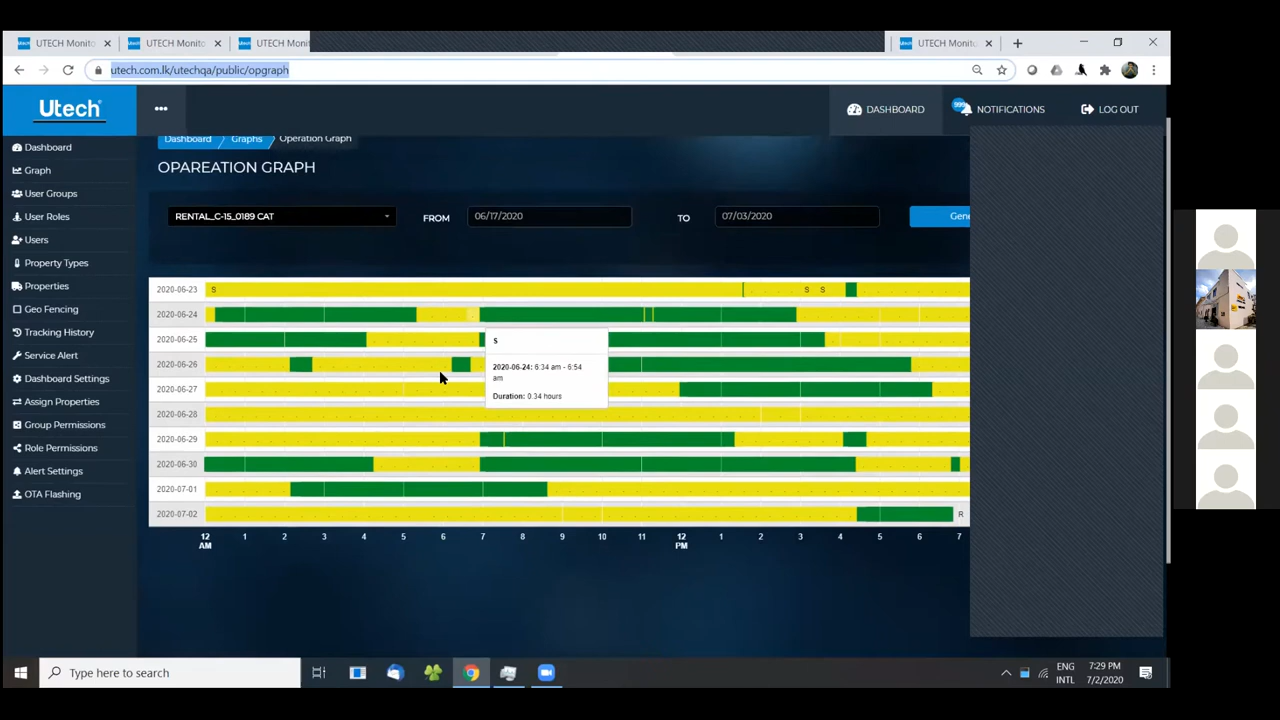 UTECH Monito
UTECH Monito
UTECH Monit
UTECH Monito
utech.com.lk/utechqa/public/opgraph
Utech
DASHBOARD
999
NOTIFICATIONS
LOG OUT
Dashboard
Graph
User Groups
User Roles
Users
Property Types
Properties
Geo Fencing
Tracking History
Service Alert
Dashboard Settings
Assign Properties
Group Permissions
Role Permissions
Alert Settings
OTA Flashing
Dashboard Graphs Operation Graph
OPAREATION GRAPH
RENTAL_C-15_0189 CAT
FROM
06/17/2020
TO
07/03/2020
Gene
2020-06-23
S
S S
2020-06-24
2020-06-25
2020-06-26
2020-06-27
2020-06-28
2020-06-29
2020-06-30
2020-07-01
2020-07-02
R
S
2020-06-24: 6:34 am - 6:54
am
Duration: 0.34 hours
12 1 2 3 4 5 6 7 8 9 10 11 12 1 2 3 4 5 6 7
AM PM
Type here to search
ENG
INTL
7:29 PM
7/2/2020